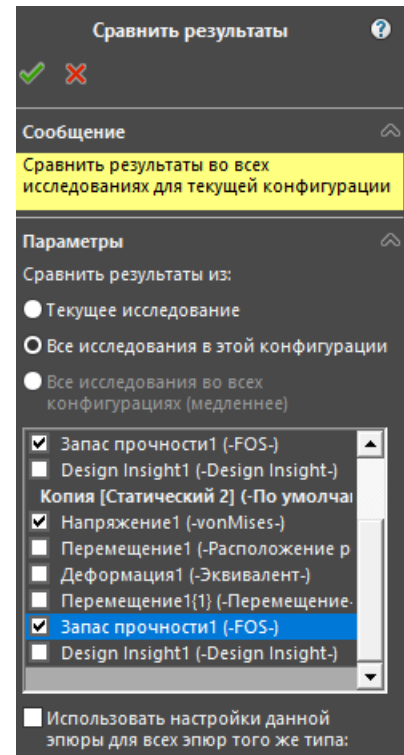 Сравнить результаты ?
Сообщение
Сравнить результаты во всех
исследованиях для текущей конфигурации
Параметры
Сравнить результаты из:
Текущее исследование
Все исследования в этой конфигурации
Все исследования во всех
конфигурациях (медленнее)
Запас прочности1 (-FOS-)
Design Insight1 (-Design Insight-)
Копия [Статический 2] (-По умолча
Напряжение1 (-vonMises-)
Перемещение1 (-Расположение р
Деформация1 (-Эквивалент-)
Перемещение1{1} (-Перемещение-
Запас прочности1 (-FOS-)
Design Insight1 (-Design Insight-)
Использовать настройки данной
эпюры для всех эпюр того же типа: